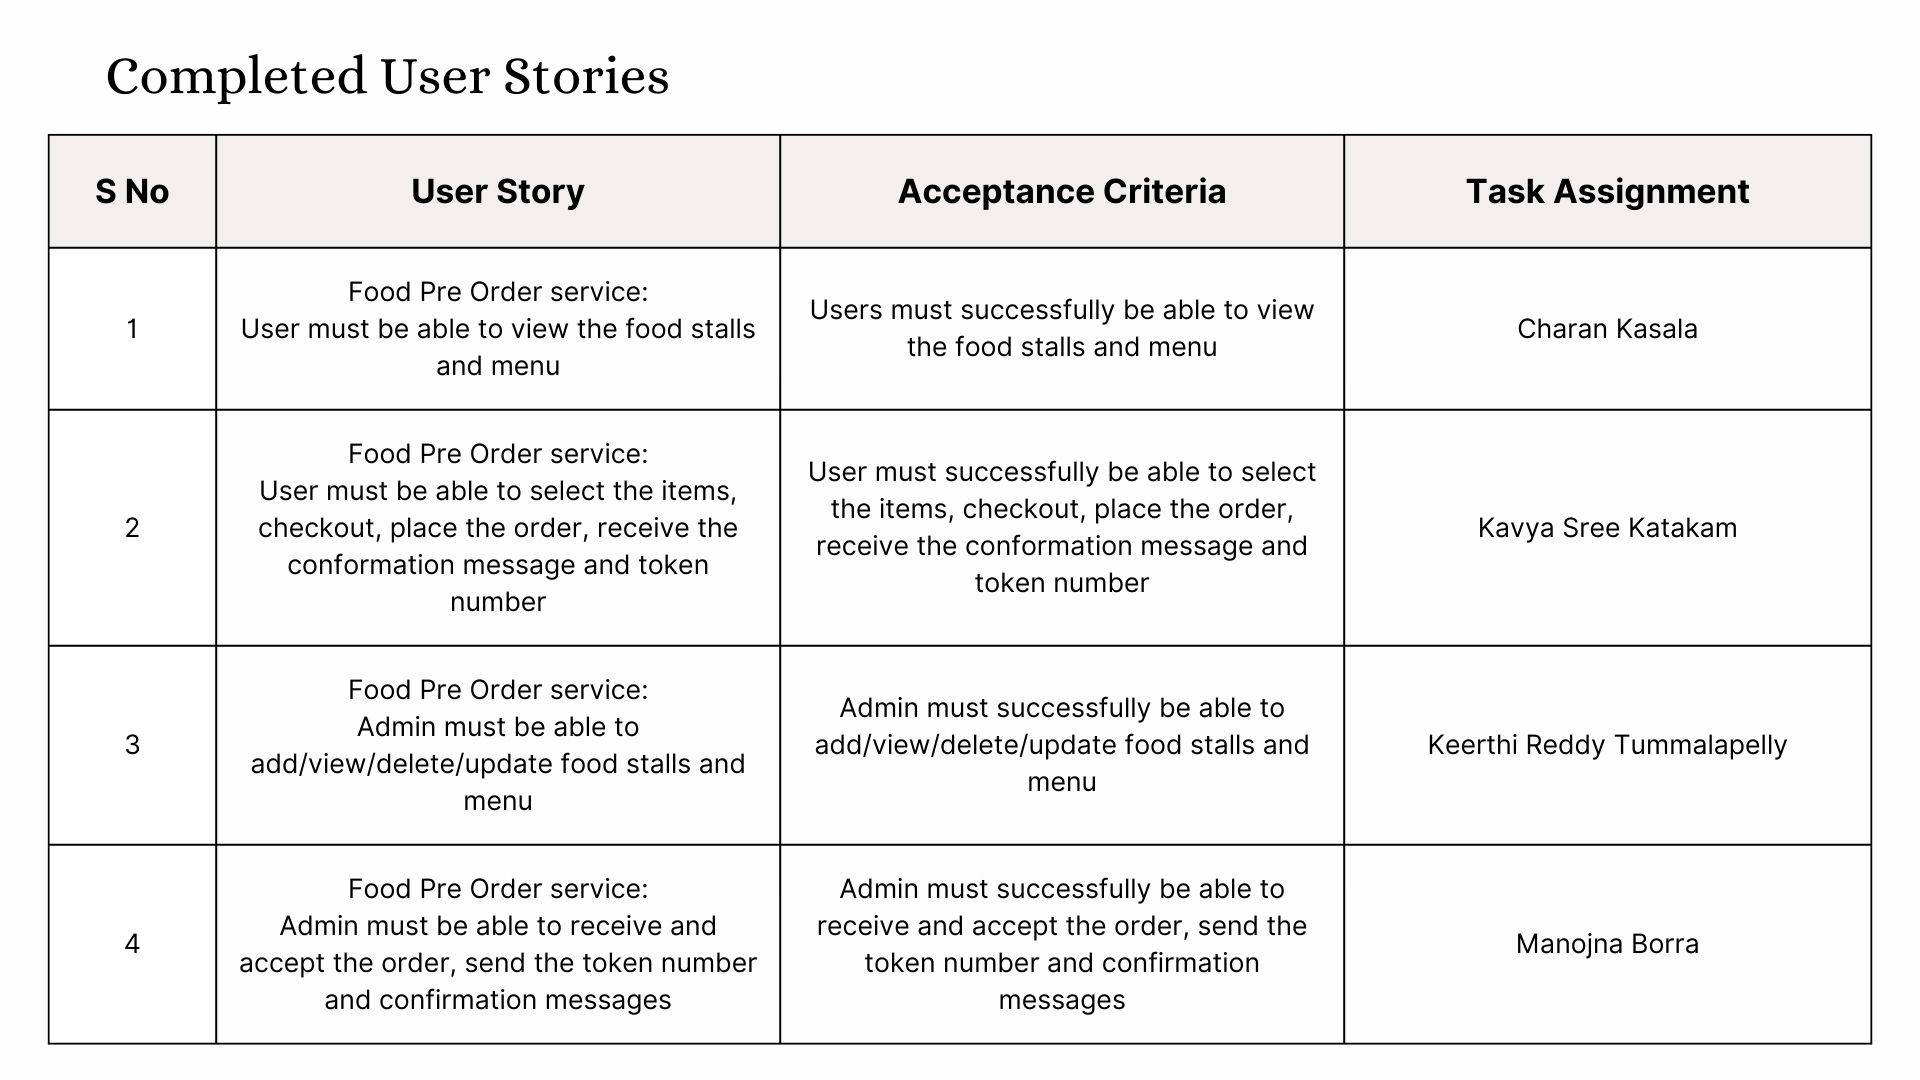 Completed User Stories
S No
User Story
Acceptance Criteria
Task Assignment
1
Food Pre Order service:
User must be able to view the food stalls
and menu
Users must successfully be able to view
the food stalls and menu
Charan Kasala
2
Food Pre Order service:
User must be able to select the items,
checkout, place the order, receive the
conformation message and token
number
User must successfully be able to select
the items, checkout, place the order,
receive the conformation message and
token number
Kavya Sree Katakam
3
Food Pre Order service:
Admin must be able to
add/view/delete/update food stalls and
menu
Admin must successfully be able to
add/view/delete/update food stalls and
menu
Keerthi Reddy Tummalapelly
4
Food Pre Order service:
Admin must be able to receive and
accept the order, send the token number
and confirmation messages
Admin must successfully be able to
receive and accept the order, send the
token number and confirmation
messages
Manojna Borra